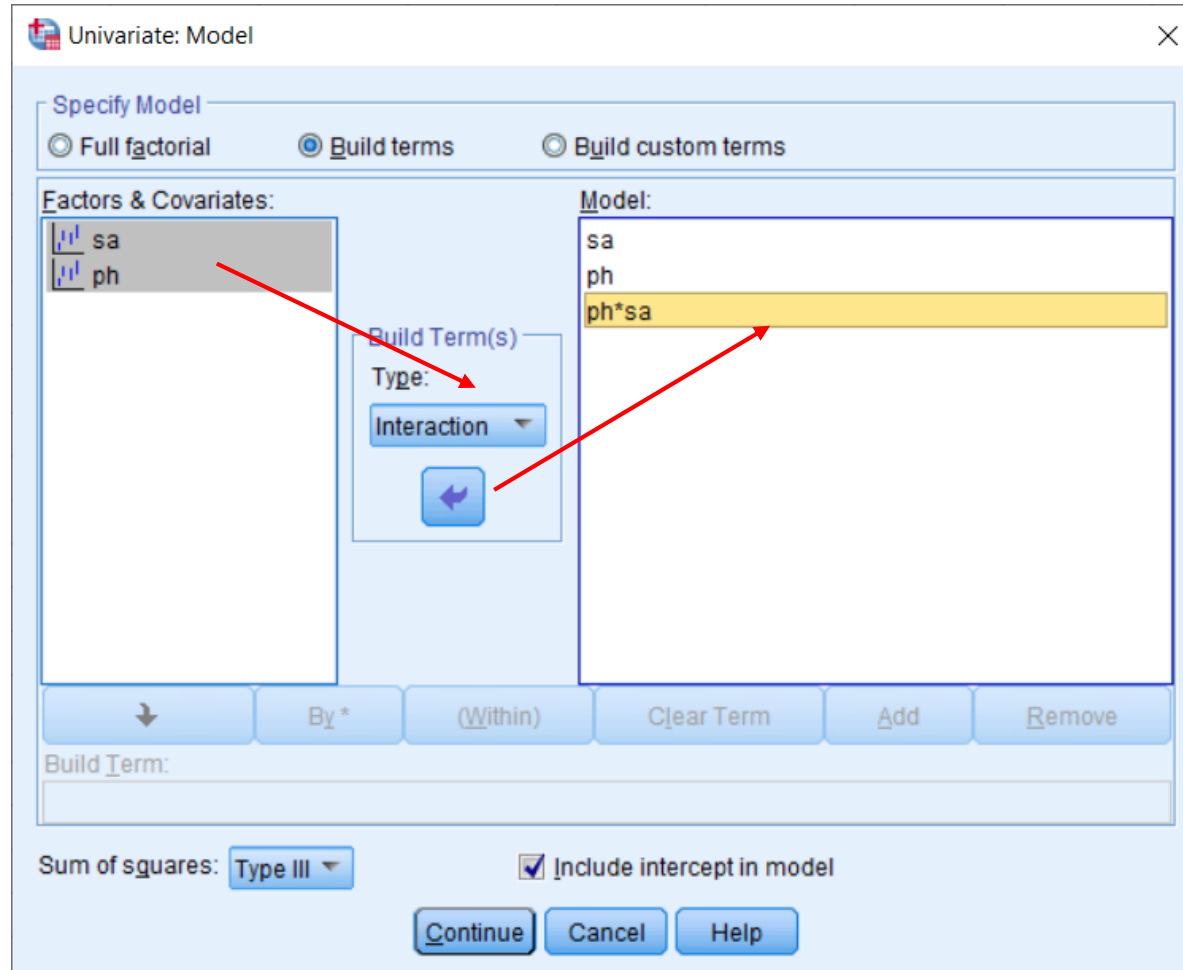 Univariate: Model
Specify Model
Full factorial Build terms Build custom terms
Factors & Covariates: Model:
sa sa
ph ph
ph*sa
Build Term(s)
Type:
Interaction
By * (Within) Clear Term Add Remove
Build Term:
Sum of squares: Type III Include intercept in model
Continue Cancel Help